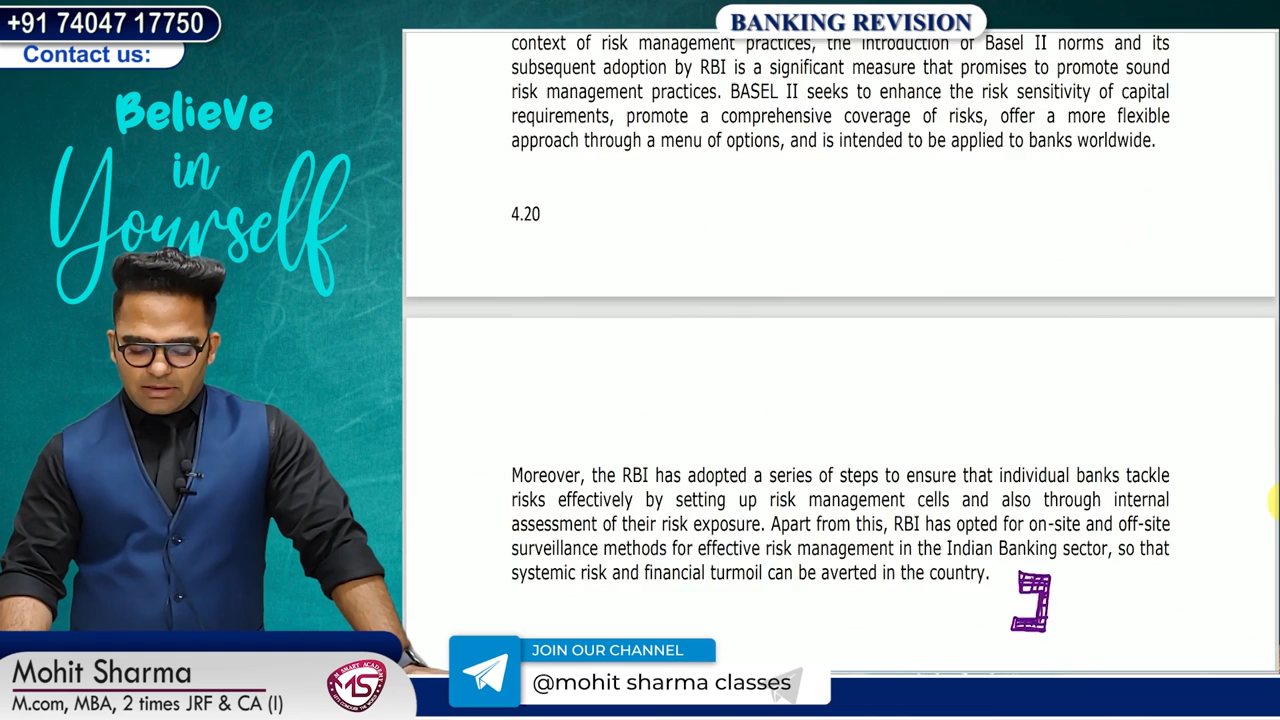 +91 74047 17750
Contact us:
BANKING REVISION
Believe
in
Yourself
context of risk management practices, the introduction of Basel II norms and its
subsequent adoption by RBI is a significant measure that promises to promote sound
risk management practices. BASEL II seeks to enhance the risk sensitivity of capital
requirements, promote a comprehensive coverage of risks, offer a more flexible
approach through a menu of options, and is intended to be applied to banks worldwide.
4.20
Moreover, the RBI has adopted a series of steps to ensure that individual banks tackle
risks effectively by setting up risk management cells and also through internal
assessment of their risk exposure. Apart from this, RBI has opted for on-site and off-site
surveillance methods for effective risk management in the Indian Banking sector, so that
systemic risk and financial turmoil can be averted in the country.
JOIN OUR CHANNEL
@mohit sharma classes
Mohit Sharma
M.com, MBA, 2 times JRF & CA (I)
MS